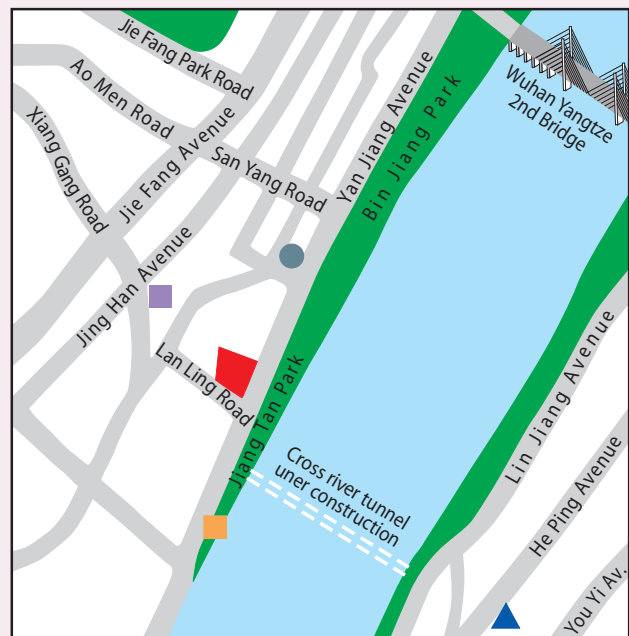 Jie Fang Park Road
Ao Men Road
Xiang Gang Road
Jie Fang Avenue
San Yang Road
Yan Jiang Avenue
Bin Jiang Park
Wuhan Yangtze
2nd Bridge
Jing Han Avenue
Lan Ling Road
Jiang Tan Park
Cross river tunnel
uner construction
Lin Jiang Avenue
He Ping Avenue
You Yi Av.